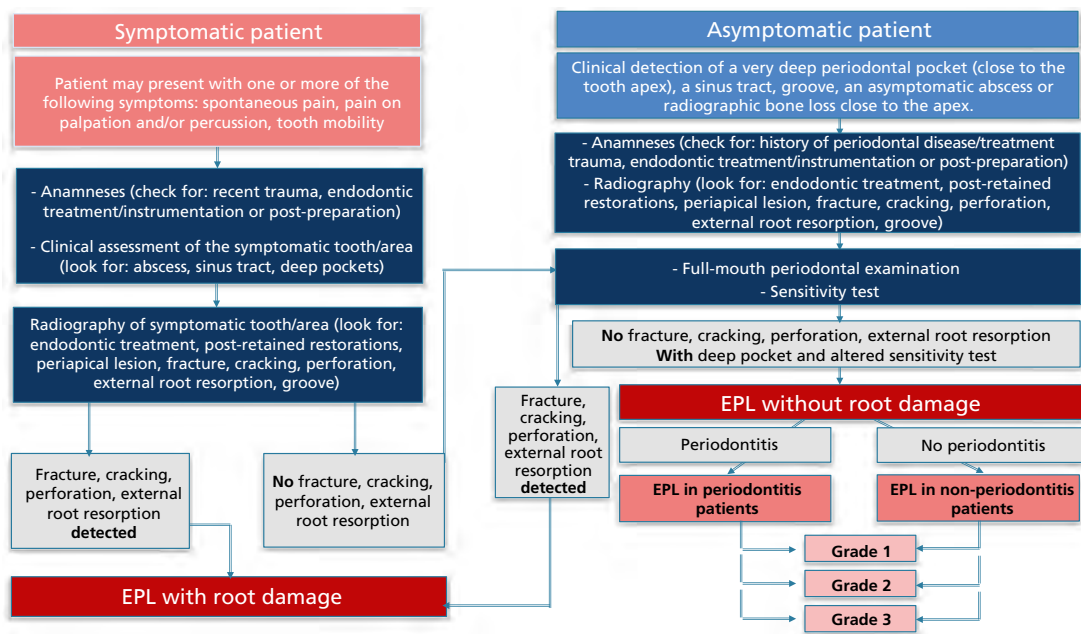 Symptomatic patient
Patient may present with one or more of the
following symptoms: spontaneous pain, pain on
palpation and/or percussion, tooth mobility
- Anamneses (check for: recent trauma, endodontic
treatment/instrumentation or post-preparation)
- Clinical assessment of the symptomatic tooth/area
(look for: abscess, sinus tract, deep pockets)
Radiography of symptomatic tooth/area (look for:
endodontic treatment, post-retained restorations,
periapical lesion, fracture, cracking, perforation,
external root resorption, groove)
Fracture, cracking,
perforation, external
root resorption
detected
No fracture, cracking,
perforation, external
root resorption
EPL with root damage
Asymptomatic patient
Clinical detection of a very deep periodontal pocket (close to the
tooth apex), a sinus tract, groove, an asymptomatic abscess or
radiographic bone loss close to the apex.
- Anamneses (check for: history of periodontal disease/treatment
trauma, endodontic treatment/instrumentation or post-preparation)
- Radiography (look for: endodontic treatment, post-retained
restorations, periapical lesion, fracture, cracking, perforation,
external root resorption, groove)
- Full-mouth periodontal examination
- Sensitivity test
No fracture, cracking, perforation, external root resorption
With deep pocket and altered sensitivity test
Fracture,
cracking,
perforation,
external root
resorption
detected
EPL without root damage
Periodontitis
No periodontitis
EPL in periodontitis
patients
EPL in non-periodontitis
patients
Grade 1
Grade 2
Grade 3